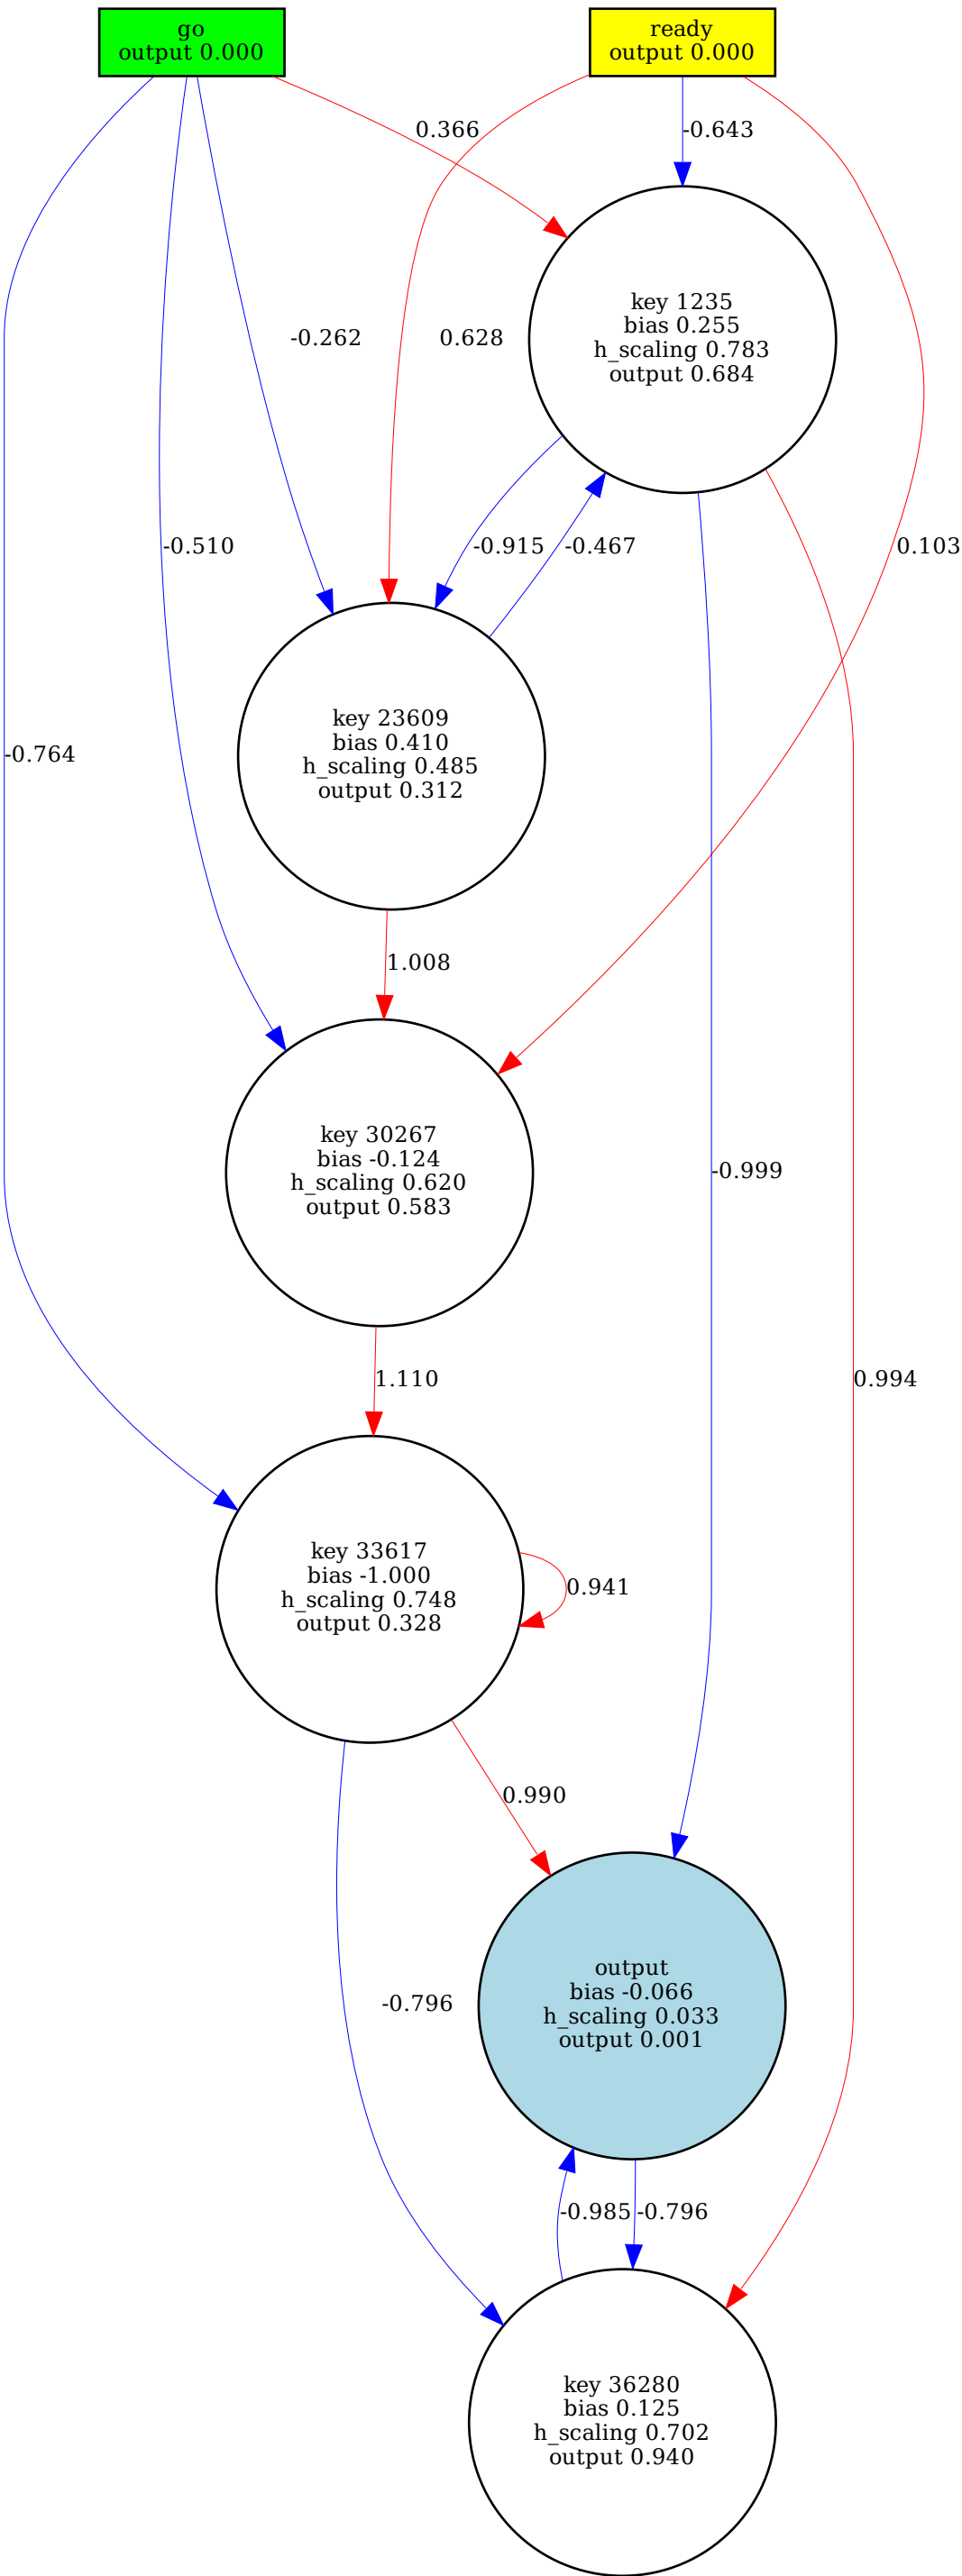 go
output 0.000
ready
output 0.000
0.366
-0.643
key 1235
bias 0.255
h_scaling 0.783
output 0.684
-0.262
0.628
-0.510
-0.915
-0.467
0.103
key 23609
bias 0.410
h_scaling 0.485
output 0.312
-0.764
1.008
key 30267
bias -0.124
h_scaling 0.620
output 0.583
-0.999
1.110
0.994
key 33617
bias -1.000
h_scaling 0.748
output 0.328
0.941
0.990
output
bias -0.066
h_scaling 0.033
output 0.001
-0.796
-0.985
-0.796
key 36280
bias 0.125
h_scaling 0.702
output 0.940